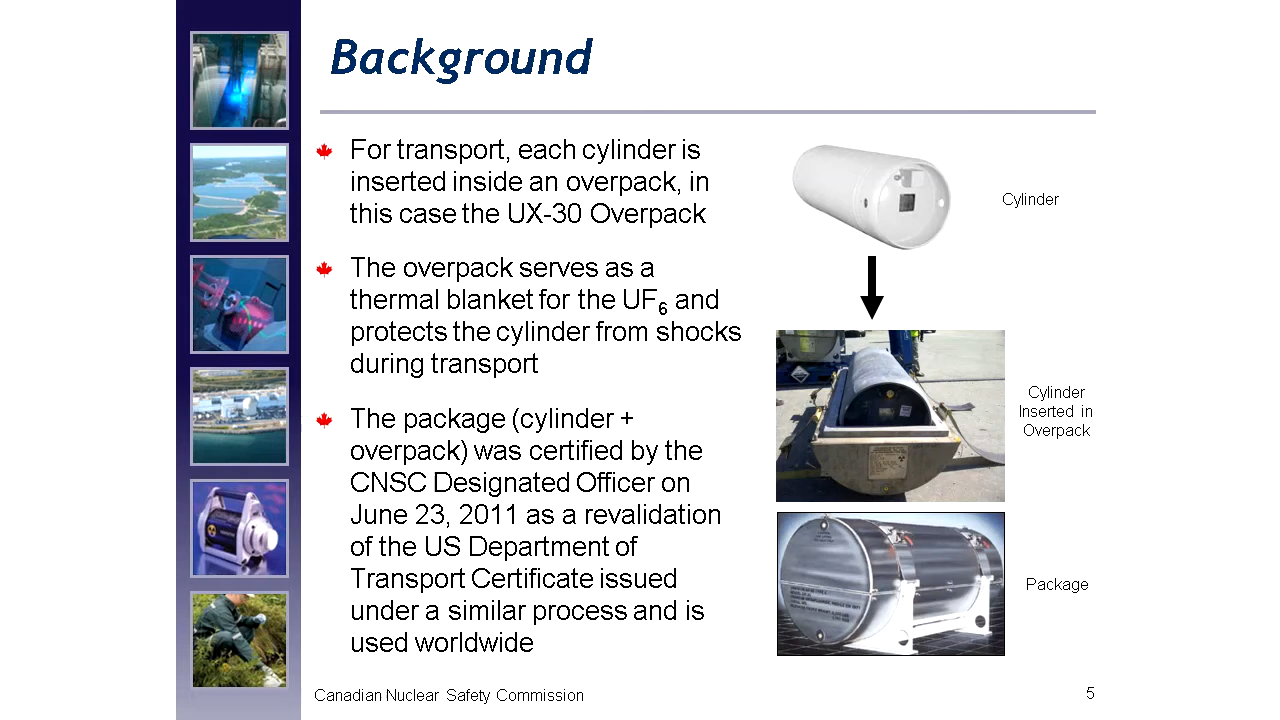 Background
For transport, each cylinder is
inserted inside an overpack, in
this case the UX-30 Overpack
The overpack serves as a
thermal blanket for the UF6 and
protects the cylinder from shocks
during transport
The package (cylinder +
overpack) was certified by the
CNSC Designated Officer on
June 23, 2011 as a revalidation
of the US Department of
Transport Certificate issued
under a similar process and is
used worldwide
Cylinder
Cylinder
Inserted in
Overpack
Package
Canadian Nuclear Safety Commission
5